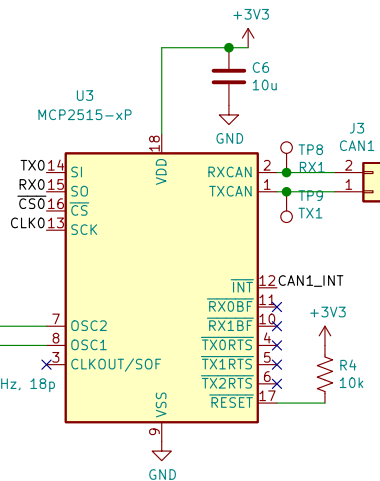 +3V3
C6
10u
GND
U3
MCP2515-xP
18
VDD
J3
CAN1
TP8
RX1
TP9
TX1
TX0 14 SI
RX0 15 SO
CS0 16 CS
CLK0 13 SCK
RXCAN 2 2
TXCAN 1 1
INT 12 CAN1_INT
RX0BF 11
RX1BF 10
TX0RTS 4
TX1RTS 5
TX2RTS 6
RESET 17
7 OSC2
8 OSC1
3 CLKOUT/SOF
Hz, 18p
+3V3
R4
10k
VSS
9
GND